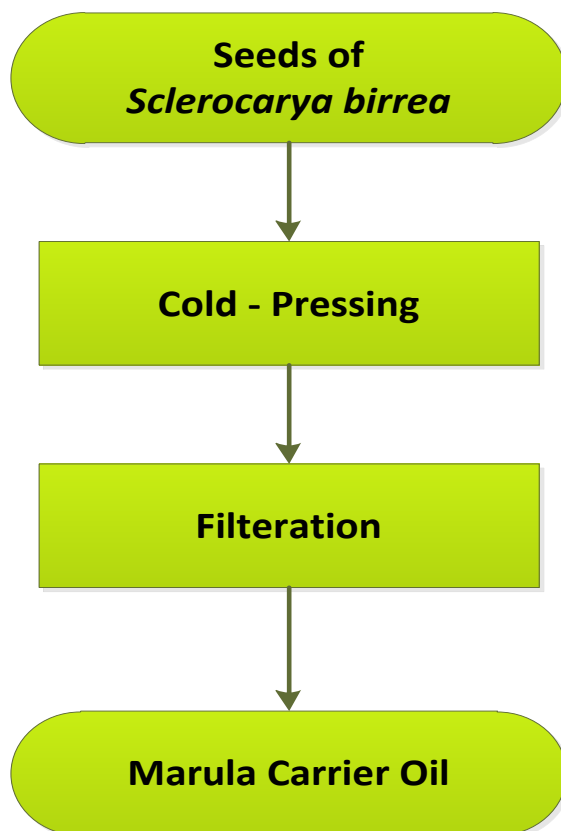 Seeds of
Sclerocarya birrea
Cold - Pressing
Filteration
Marula Carrier Oil